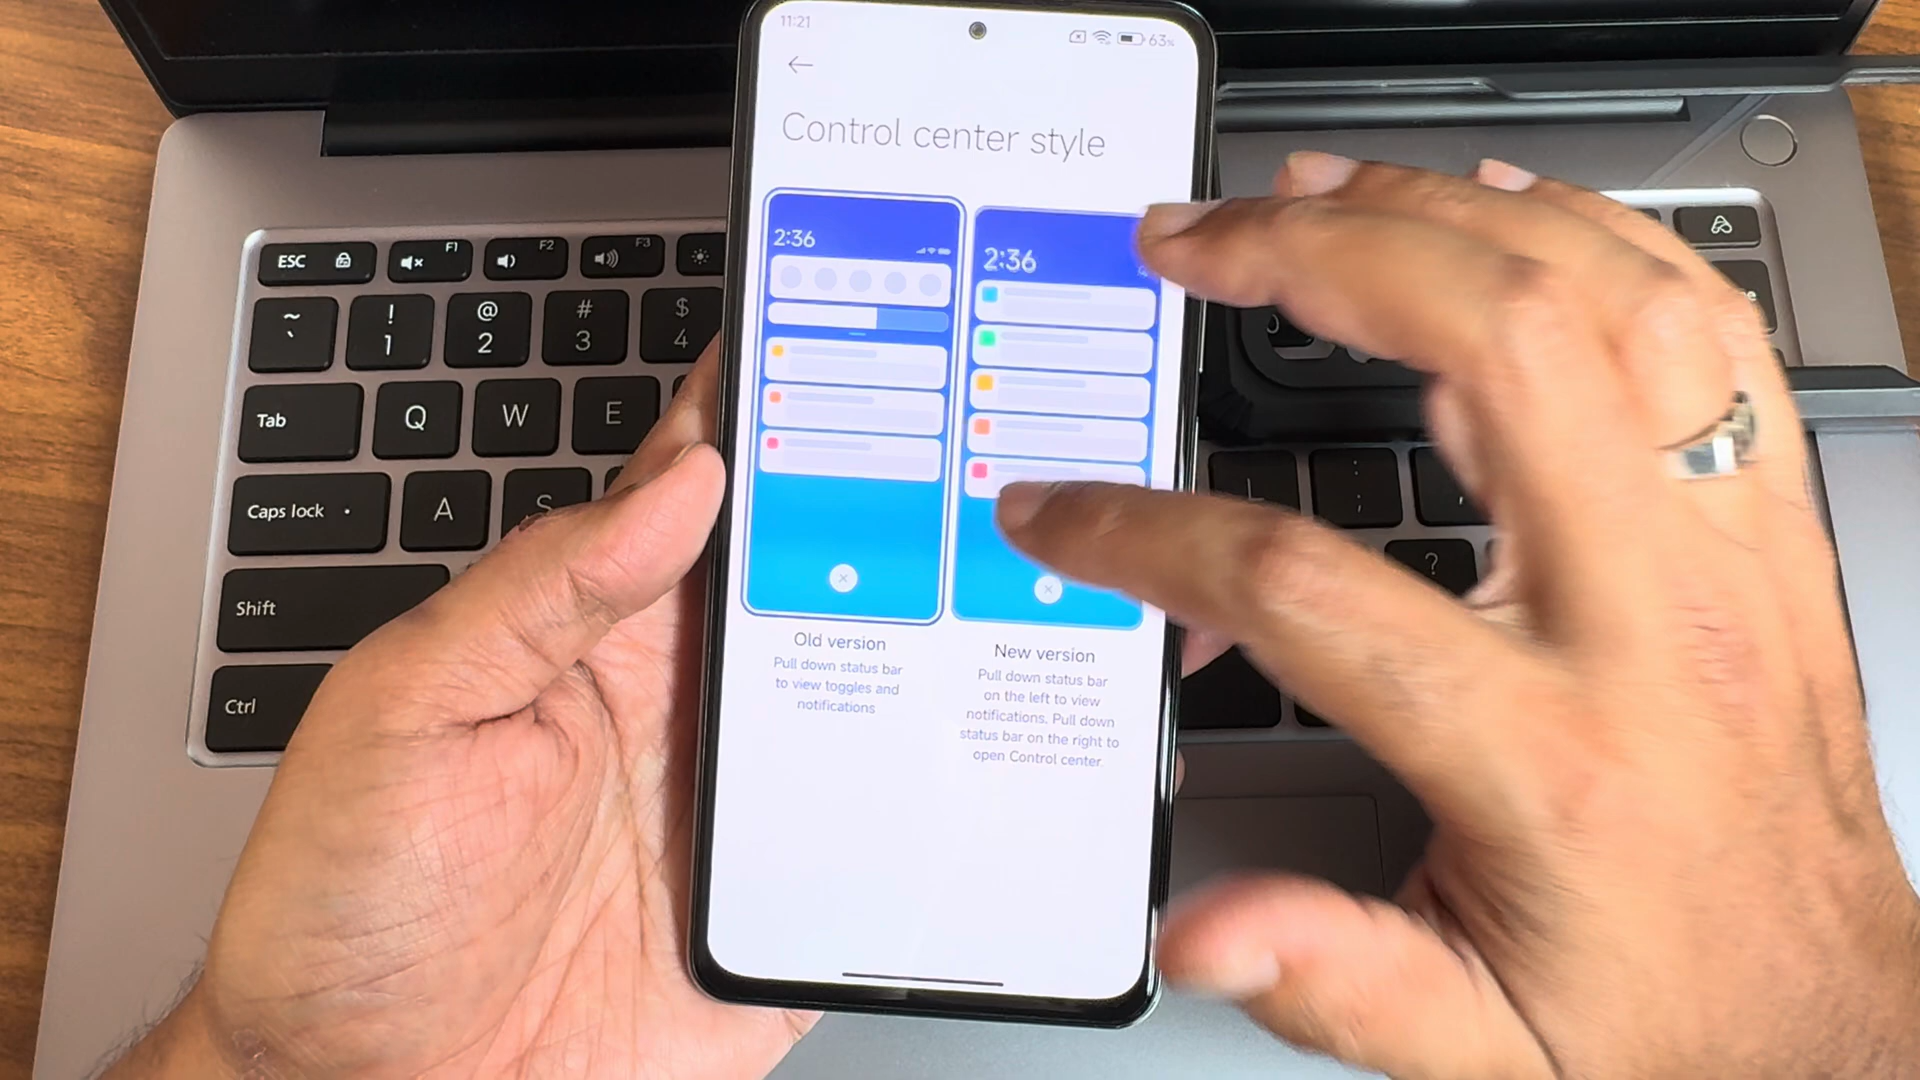 11:21
63%
Control center style
2:36
2:36
Old version
Pull down status bar
to view toggles and
notifications
New version
Pull down status bar
on the left to view
notifications. Pull down
status bar on the right to
open Control center.
ESC
F1
F2
F3
~
`
!
1
@
2
#
3
$
4
Tab
Q
W
E
Caps lock
A
S
L
:
;
Shift
?
Ctrl